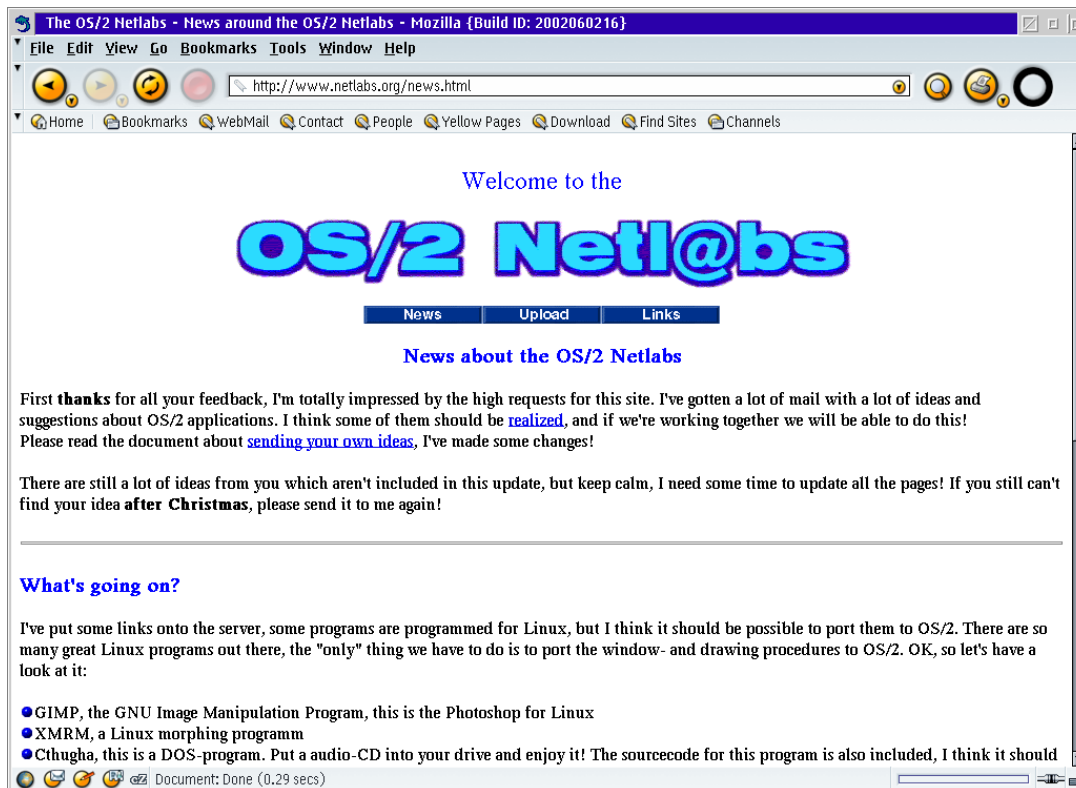 The OS/2 Netlabs - News around the OS/2 Netlabs - Mozilla {Build ID: 2002060216}
File Edit View Go Bookmarks Tools Window Help
http://www.netlabs.org/news.html
Home Bookmarks WebMail Contact People Yellow Pages Download Find Sites Channels
Welcome to the
OS/2 Netl@bs
News Upload Links
News about the OS/2 Netlabs
First thanks for all your feedback, I'm totally impressed by the high requests for this site. I've gotten a lot of mail with a lot of ideas and
suggestions about OS/2 applications. I think some of them should be realized, and if we're working together we will be able to do this!
Please read the document about sending your own ideas, I've made some changes!
There are still a lot of ideas from you which aren't included in this update, but keep calm, I need some time to update all the pages! If you still can't
find your idea after Christmas, please send it to me again!
What's going on?
I've put some links onto the server, some programs are programmed for Linux, but I think it should be possible to port them to OS/2. There are so
many great Linux programs out there, the "only" thing we have to do is to port the window- and drawing procedures to OS/2. OK, so let's have a
look at it:
GIMP, the GNU Image Manipulation Program, this is the Photoshop for Linux
XMRM, a Linux morphing programm
Cthugha, this is a DOS-program. Put a audio-CD into your drive and enjoy it! The sourcecode for this program is also included, I think it should
Document: Done (0.29 secs)